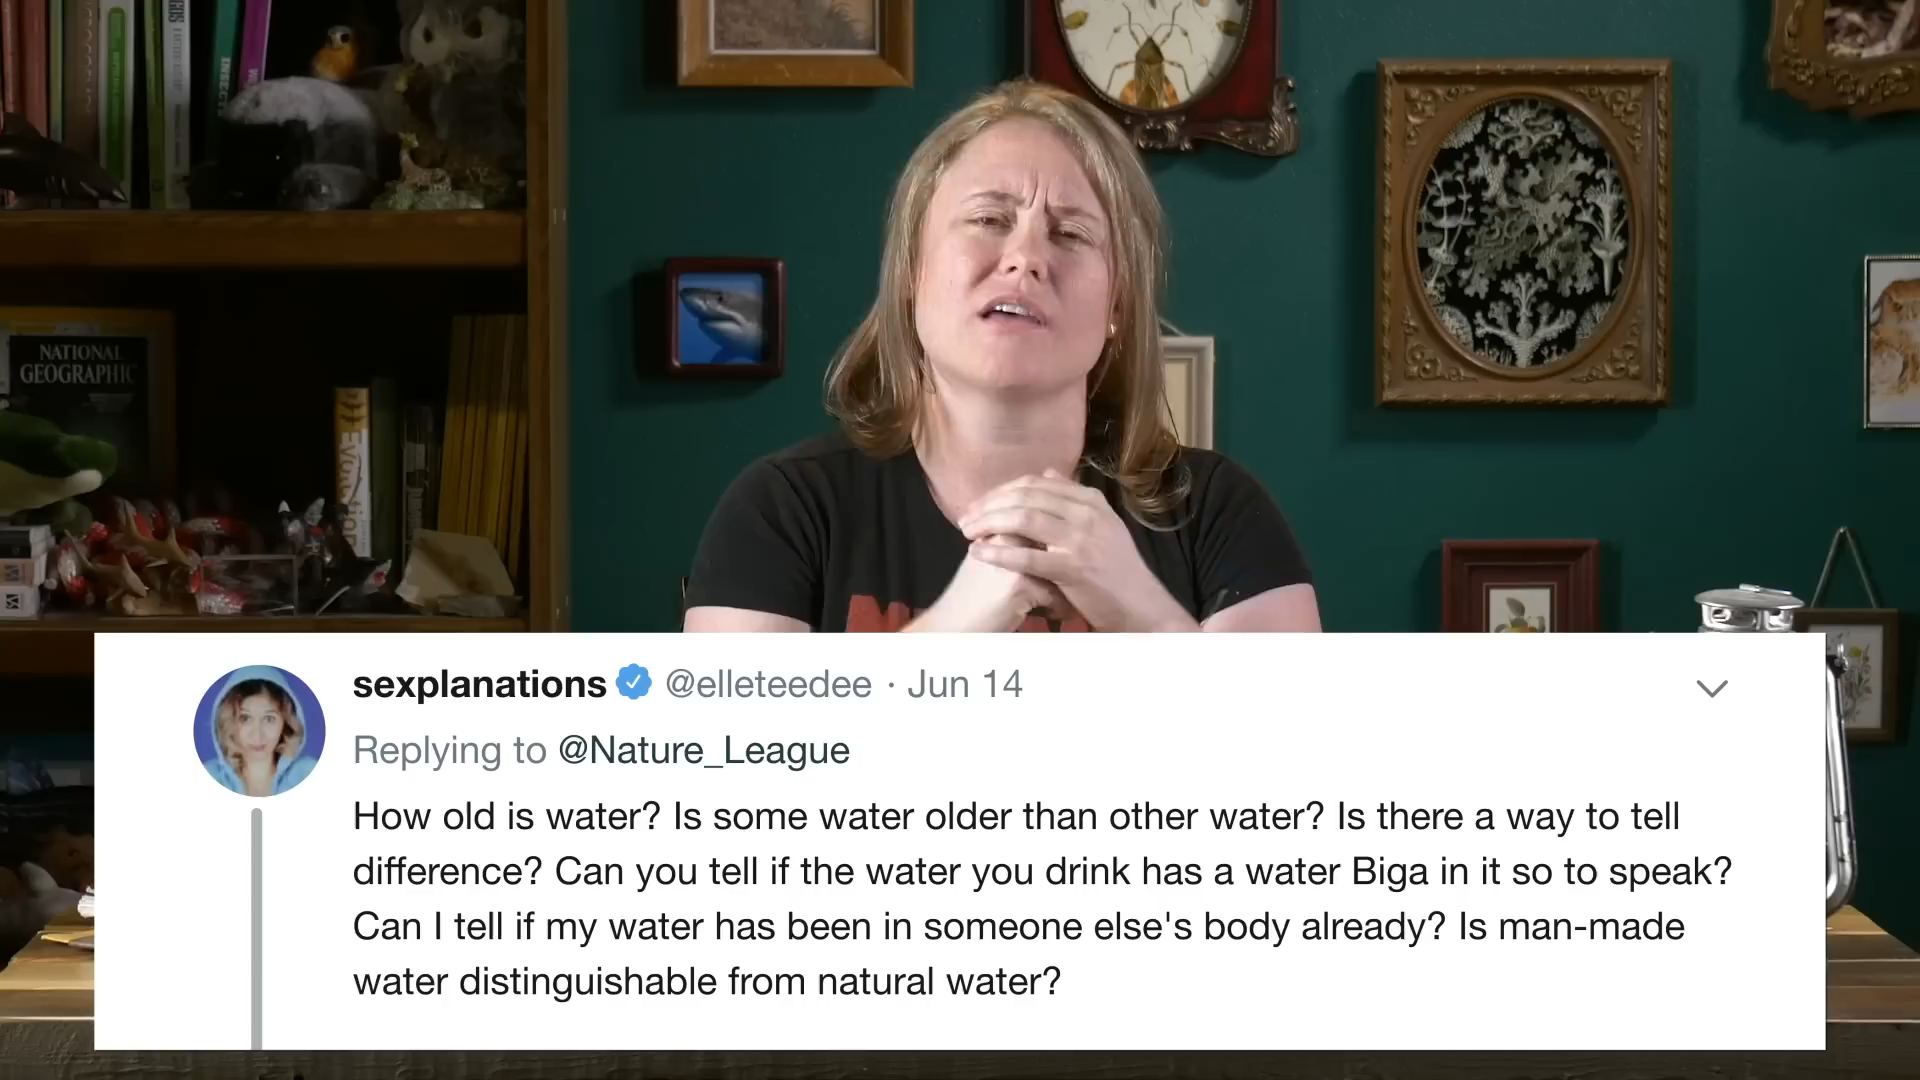 INSECT
NATIONAL
GEOGRAPHIC
EVOLUTION
sexplanations @elleteedee · Jun 14
Replying to @Nature_League
How old is water? Is some water older than other water? Is there a way to tell
difference? Can you tell if the water you drink has a water Biga in it so to speak?
Can I tell if my water has been in someone else's body already? Is man-made
water distinguishable from natural water?